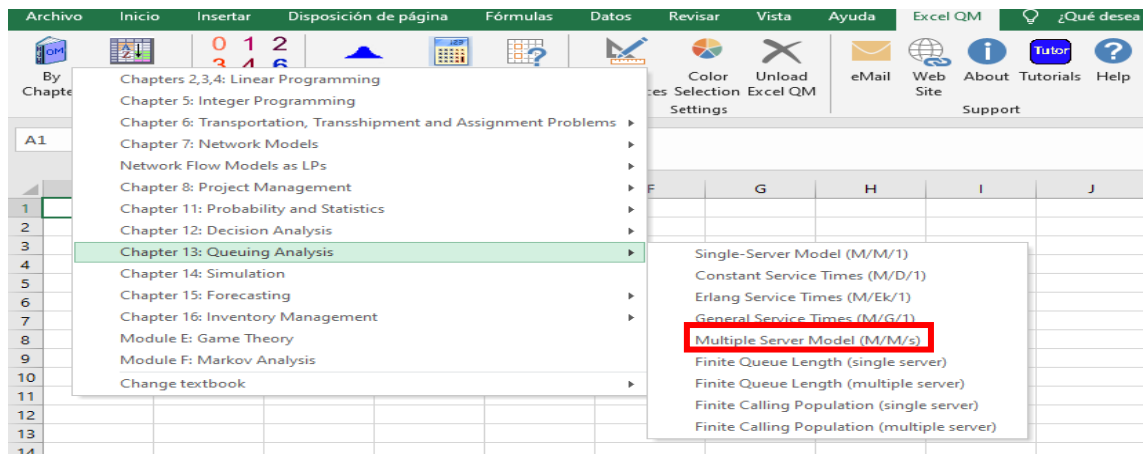 Archivo Inicio Insertar Disposición de página Fórmulas Datos Revisar Vista Ayuda Excel QM ¿Qué desea
QM 0 1 2 Tutor
By Color Unload eMail Web About Tutorials Help
Selection Excel QM Site
Settings Support
Chapters 2,3,4: Linear Programming
Chapter 5: Integer Programming
Chapter 6: Transportation, Transshipment and Assignment Problems
Chapter 7: Network Models
Network Flow Models as LPs
Chapter 8: Project Management
Chapter 11: Probability and Statistics
Chapter 12: Decision Analysis
Chapter 13: Queuing Analysis
Chapter 14: Simulation
Chapter 15: Forecasting
Chapter 16: Inventory Management
Module E: Game Theory
Module F: Markov Analysis
Change textbook
A1
G H I J
1
2
3
4
5
6
7
8
9
10
11
12
13
14
Single-Server Model (M/M/1)
Constant Service Times (M/D/1)
Erlang Service Times (M/Ek/1)
General Service Times (M/G/1)
Multiple Server Model (M/M/s)
Finite Queue Length (single server)
Finite Queue Length (multiple server)
Finite Calling Population (single server)
Finite Calling Population (multiple server)